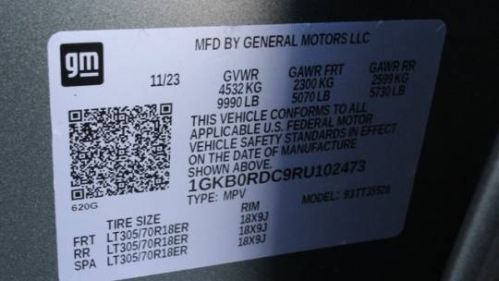 gm
MFD BY GENERAL MOTORS LLC
11/23
GVWR GAWR FRT GAWR RR
4532 KG 2300 KG 2599 KG
9990 LB 5070 LB 5730 LB
THIS VEHICLE CONFORMS TO ALL
APPLICABLE U.S. FEDERAL MOTOR
VEHICLE SAFETY STANDARDS IN EFFECT
ON THE DATE OF MANUFACTURE
SHOWN ABOVE.
1GKB0RDC9RU102473
TYPE: MPV MODEL:
620G
TIRE SIZE RIM
FRT LT305/70R18ER 18X9J
RR LT305/70R18ER 18X9J
SPA LT305/70R18ER 18X9J